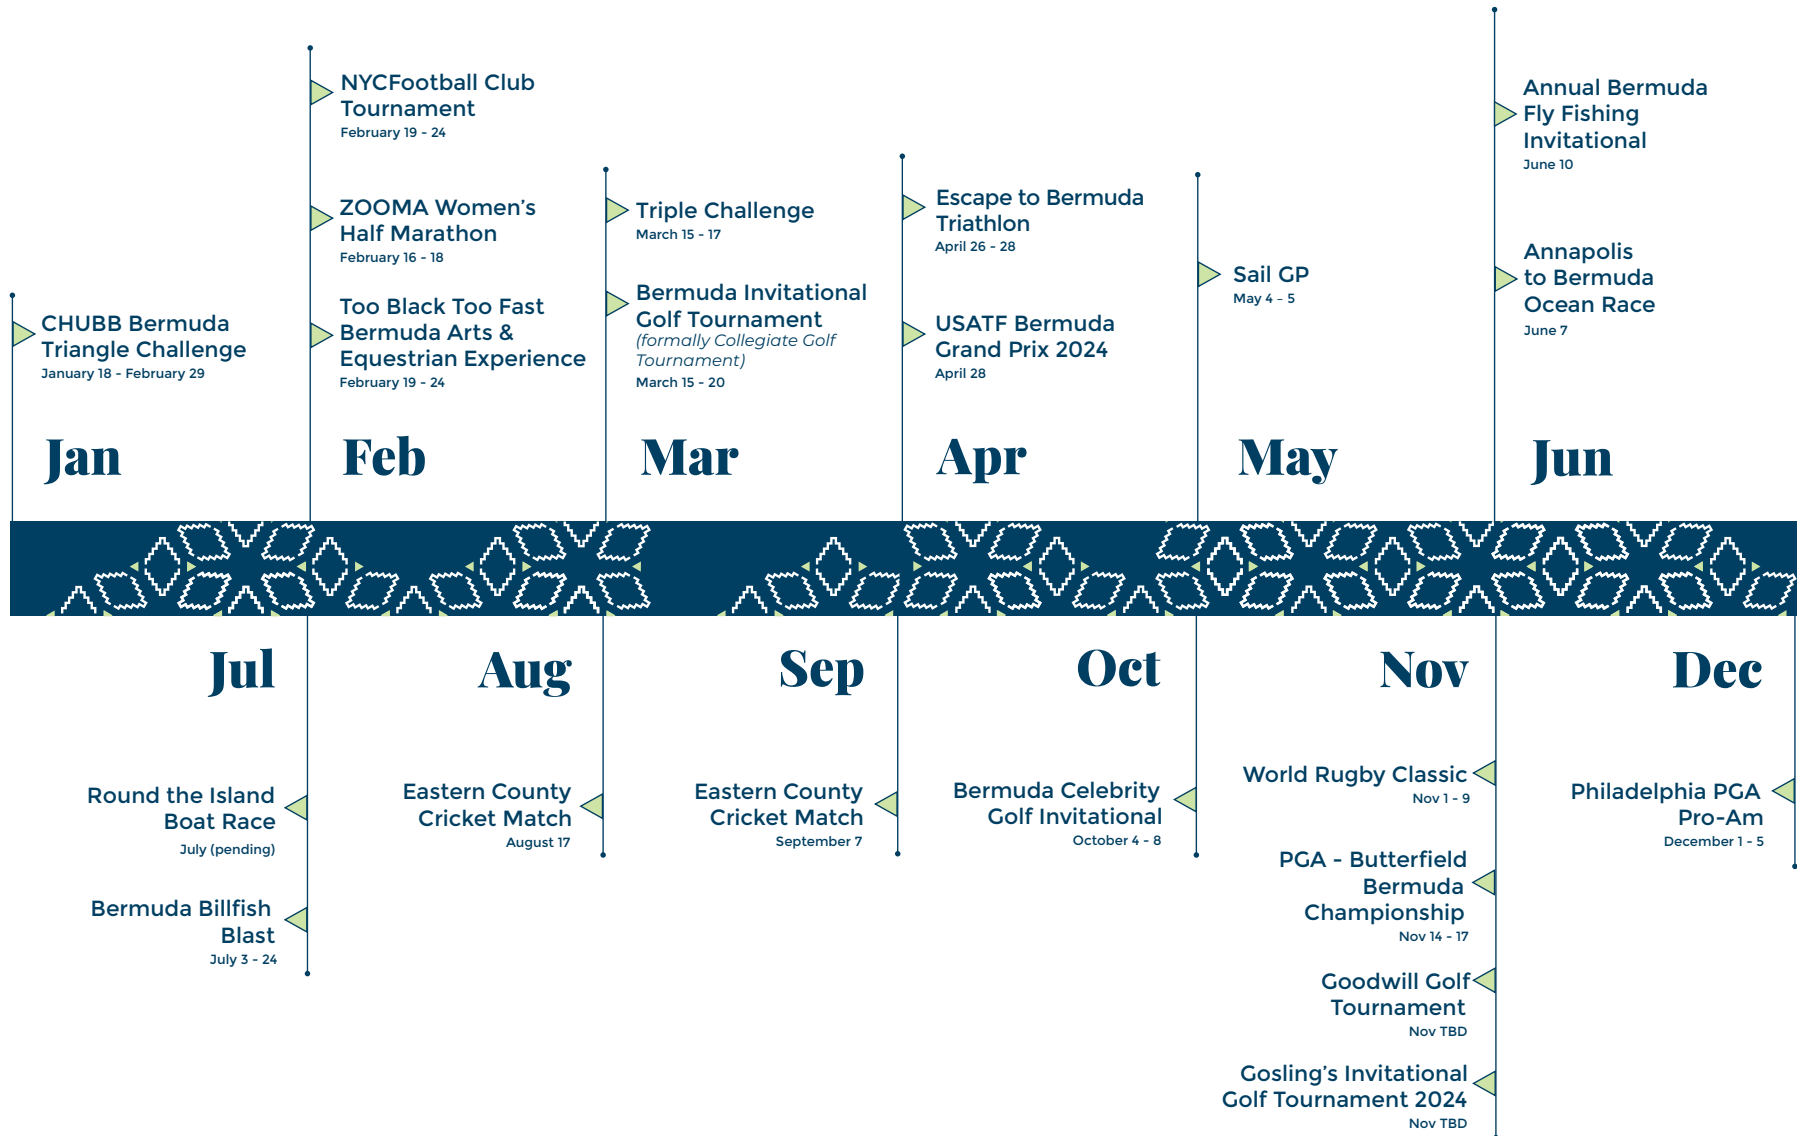 CHUBB Bermuda
Triangle Challenge
January 18 - February 29
Jan
NYCFootball Club
Tournament
February 19 - 24
ZOOMA Women’s
Half Marathon
February 16 - 18
Too Black Too Fast
Bermuda Arts &
Equestrian Experience
February 19 - 24
Feb
Triple Challenge
March 15 - 17
Bermuda Invitational
Golf Tournament
(formally Collegiate Golf
Tournament)
March 15 - 20
Mar
Escape to Bermuda
Triathlon
April 26 - 28
USATF Bermuda
Grand Prix 2024
April 28
Apr
Sail GP
May 4 – 5
May
Annual Bermuda
Fly Fishing
Invitational
June 10
Annapolis
to Bermuda
Ocean Race
June 7
Jun
Jul
Round the Island
Boat Race
July (pending)
Bermuda Billfish
Blast
July 3 - 24
Aug
Eastern County
Cricket Match
August 17
Sep
Eastern County
Cricket Match
September 7
Oct
Bermuda Celebrity
Golf Invitational
October 4 - 8
Nov
World Rugby Classic
Nov 1 - 9
PGA - Butterfield
Bermuda
Championship
Nov 14 - 17
Goodwill Golf
Tournament
Nov TBD
Gosling’s Invitational
Golf Tournament 2024
Nov TBD
Dec
Philadelphia PGA
Pro-Am
December 1 - 5